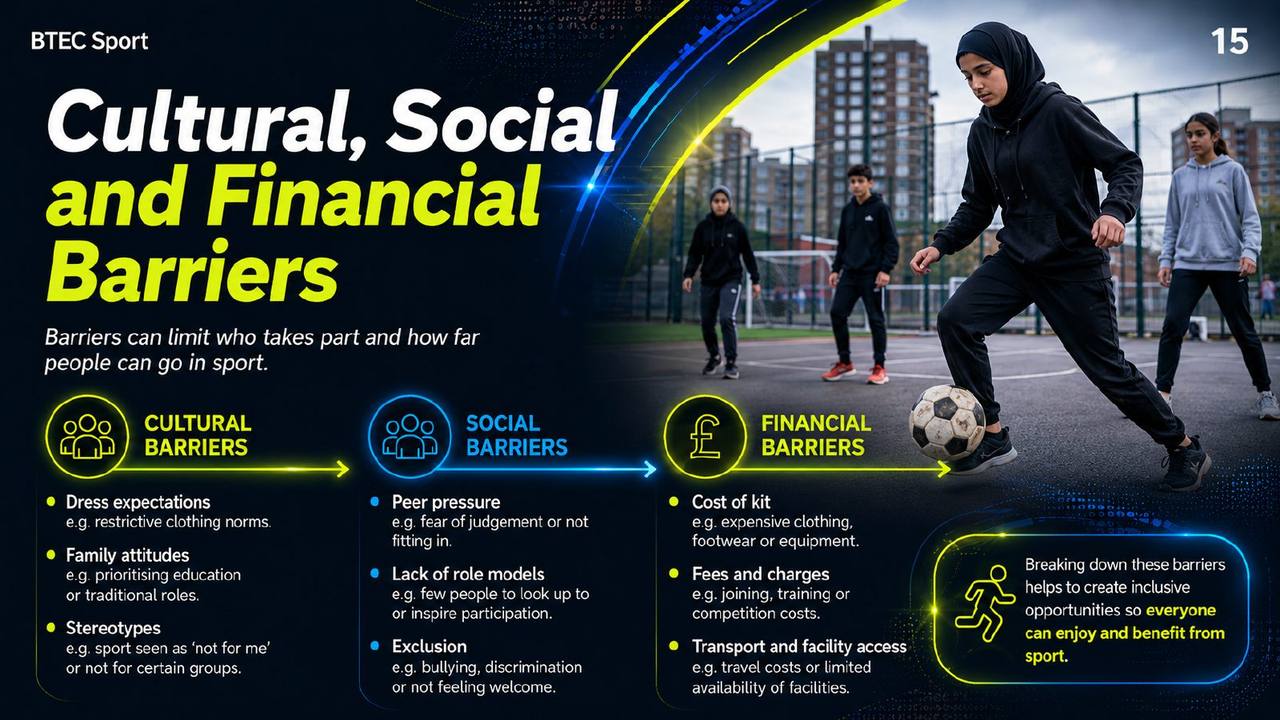 BTEC Sport
15
Cultural, Social
and Financial
Barriers
Barriers can limit who takes part and how far
people can go in sport.
CULTURAL
BARRIERS
Dress expectations
e.g. restrictive clothing norms.
Family attitudes
e.g. prioritising education
or traditional roles.
Stereotypes
e.g. sport seen as ‘not for me’
or not for certain groups.
SOCIAL
BARRIERS
Peer pressure
e.g. fear of judgement or not
fitting in.
Lack of role models
e.g. few people to look up to
or inspire participation.
Exclusion
e.g. bullying, discrimination
or not feeling welcome.
£
FINANCIAL
BARRIERS
Cost of kit
e.g. expensive clothing,
footwear or equipment.
Fees and charges
e.g. joining, training or
competition costs.
Transport and facility access
e.g. travel costs or limited
availability of facilities.
Breaking down these barriers
helps to create inclusive
opportunities so everyone
can enjoy and benefit from
sport.